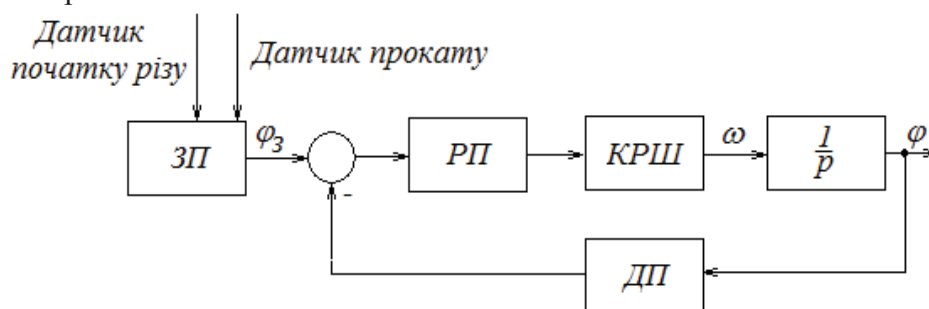 Датчик
початку різу
Датчик прокату
ЗП
φз
РП
КРШ
ω
1
p
φ
-
ДП